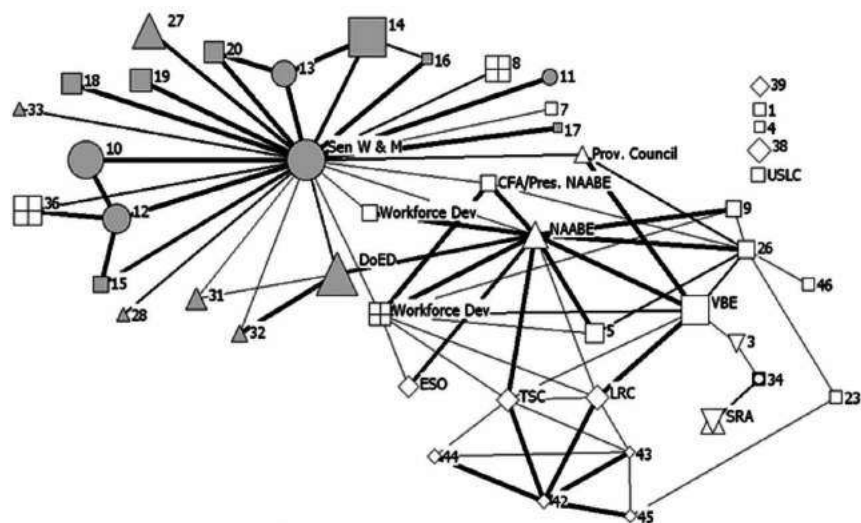 27
14
20
13
16
8
39
18
19
11
1
7
4
33
17
38
Sen W & M
Prov. Council
10
USLC
CFA/Pres. NAABE
36
Workforce Dev
9
12
NAABE
26
DoED
15
46
31
VBE
28
Workforce Dev
32
5
3
34
ESO
TSC
LRC
23
SRA
44
43
42
45